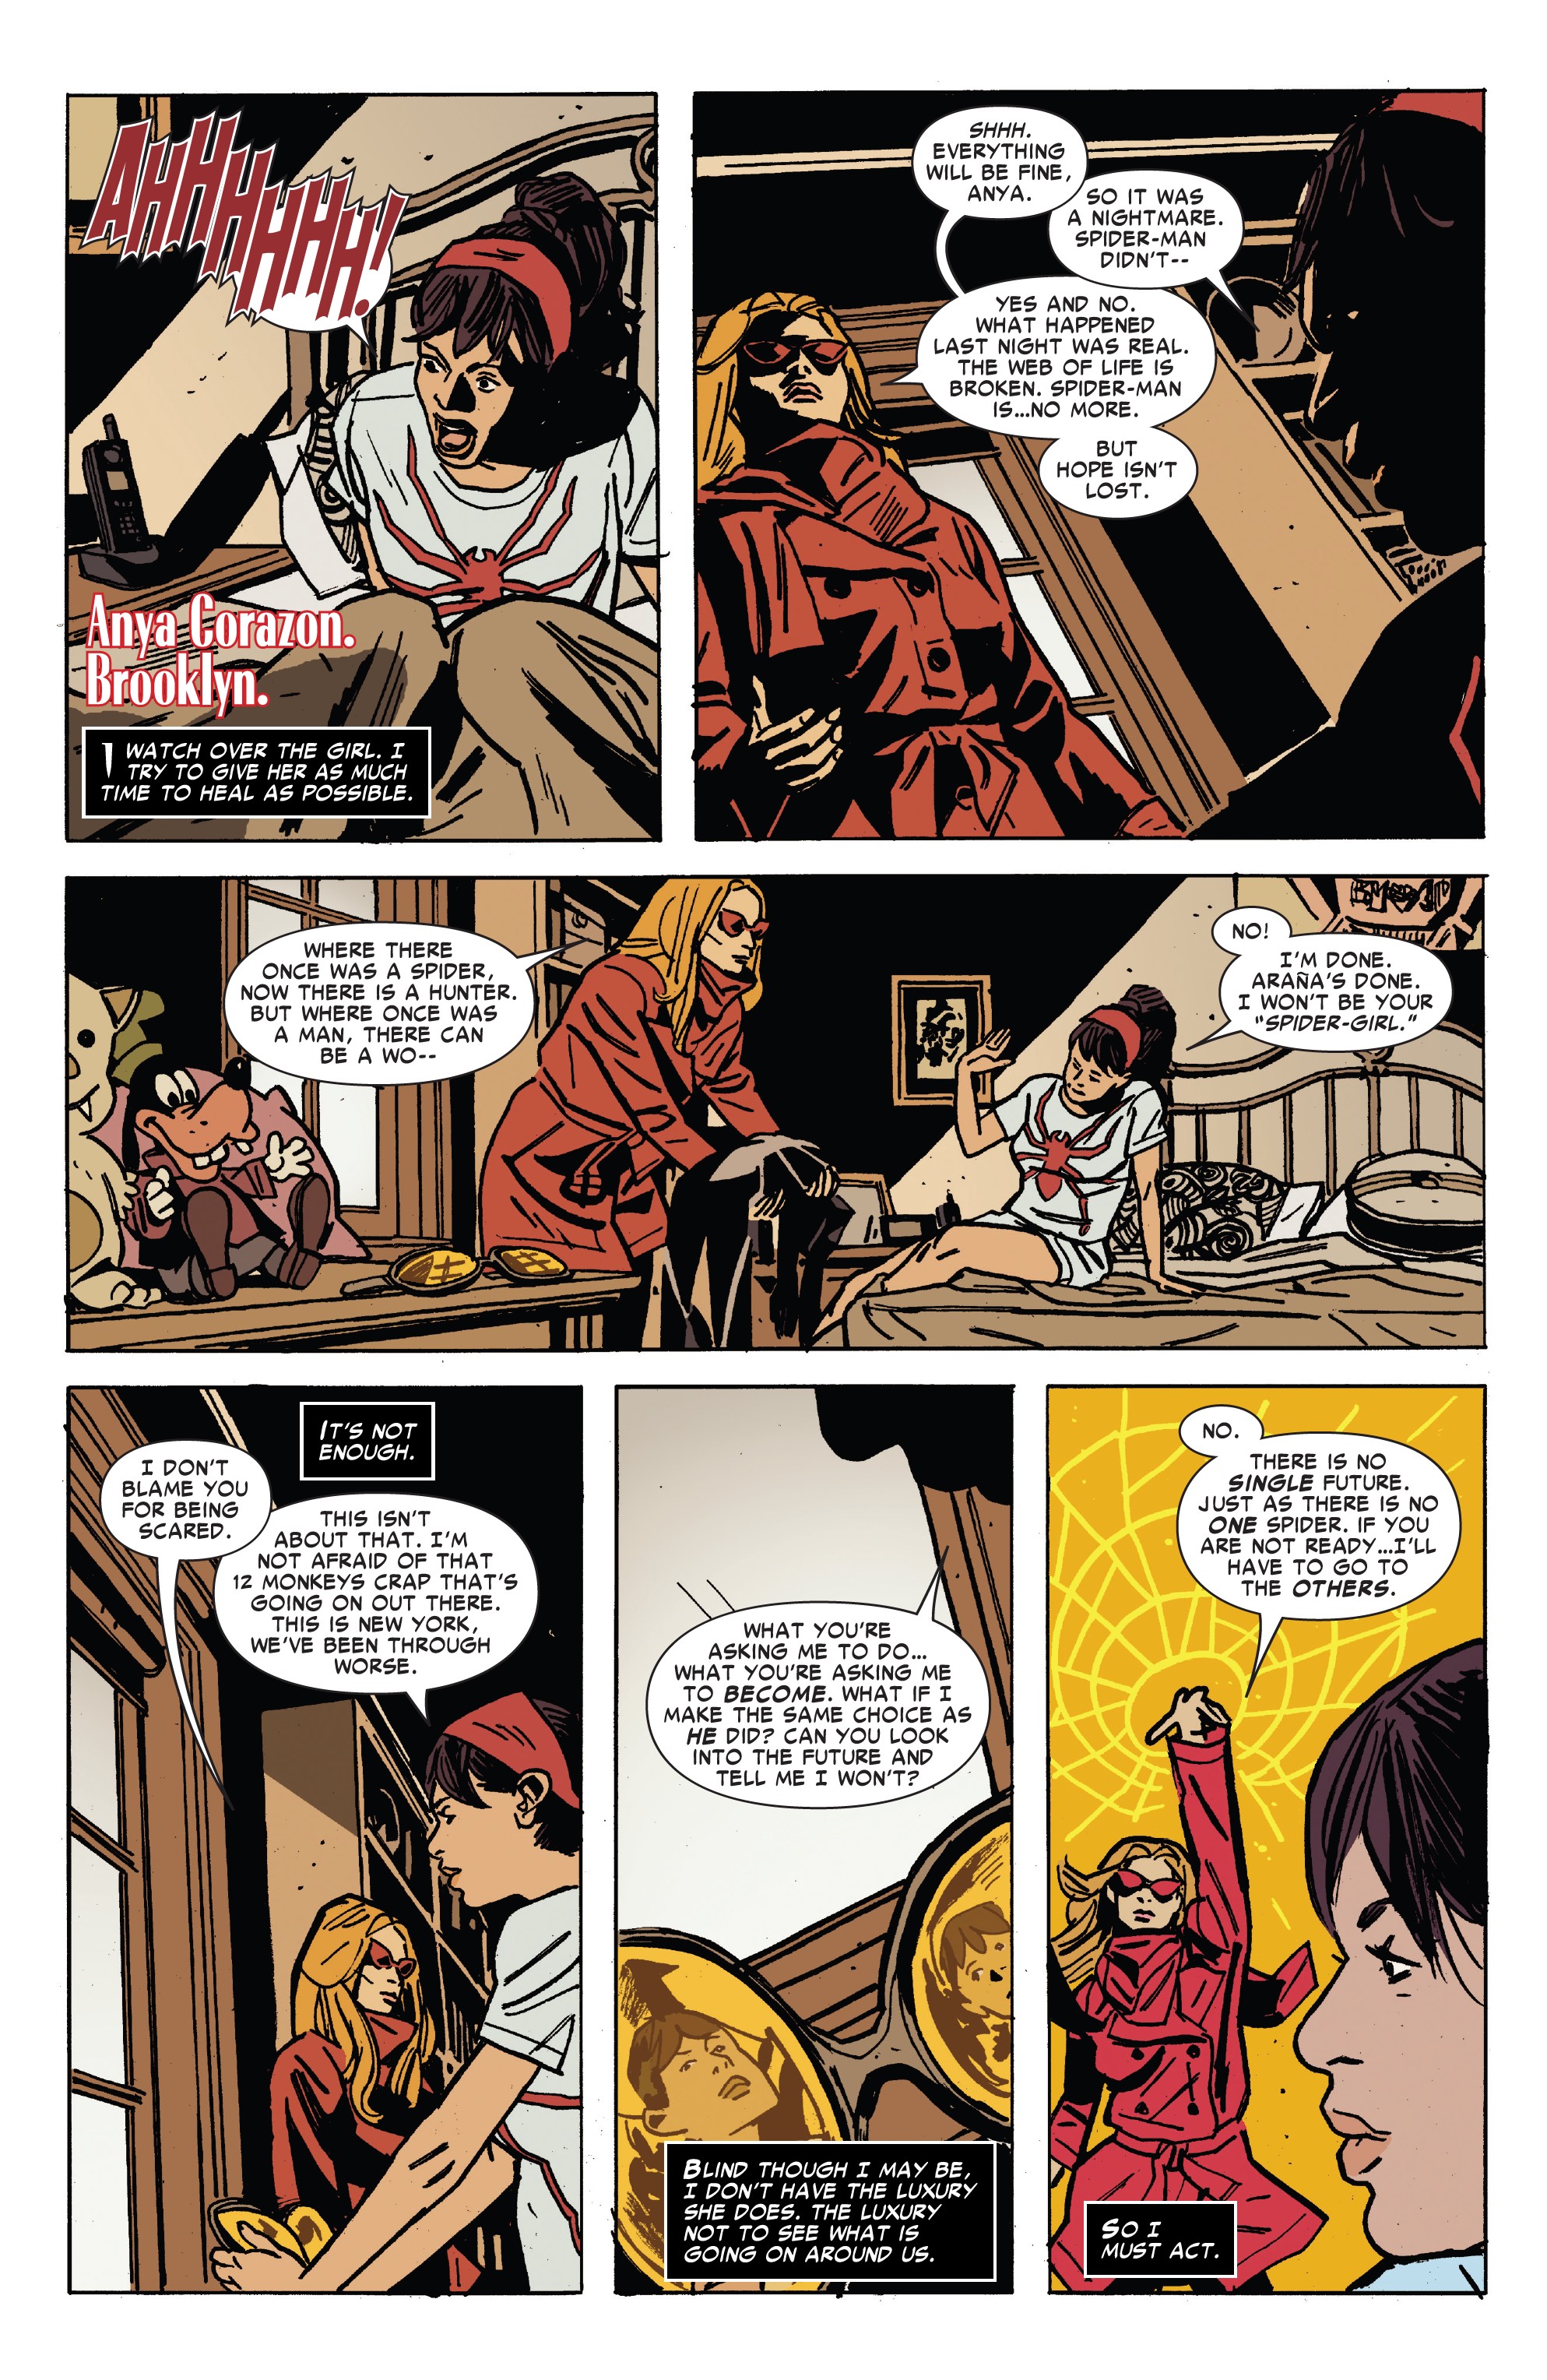 AHHHHHHH!
Anya Corazon.
Brooklyn.
I WATCH OVER THE GIRL. I
TRY TO GIVE HER AS MUCH
TIME TO HEAL AS POSSIBLE.
SHHH.
EVERYTHING
WILL BE FINE,
ANYA.
SO IT WAS
A NIGHTMARE.
SPIDER-MAN
DIDN'T--
YES AND NO.
WHAT HAPPENED
LAST NIGHT WAS REAL.
THE WEB OF LIFE IS
BROKEN. SPIDER-MAN
IS...NO MORE.
BUT
HOPE ISN'T
LOST.
WHERE THERE
ONCE WAS A SPIDER,
NOW THERE IS A HUNTER.
BUT WHERE ONCE WAS
A MAN, THERE CAN
BE A WO--
NO!
I'M DONE.
ARAÑA'S DONE.
I WON'T BE YOUR
"SPIDER-GIRL."
I DON'T
BLAME YOU
FOR BEING
SCARED.
IT'S NOT
ENOUGH.
THIS ISN'T
ABOUT THAT. I'M
NOT AFRAID OF THAT
12 MONKEYS CRAP THAT'S
GOING ON OUT THERE.
THIS IS NEW YORK,
WE'VE BEEN THROUGH
WORSE.
WHAT YOU'RE
ASKING ME TO DO...
WHAT YOU'RE ASKING ME
TO BECOME. WHAT IF I
MAKE THE SAME CHOICE AS
HE DID? CAN YOU LOOK
INTO THE FUTURE AND
TELL ME I WON'T?
BLIND THOUGH I MAY BE,
I DON'T HAVE THE LUXURY
SHE DOES. THE LUXURY
NOT TO SEE WHAT IS
GOING ON AROUND US.
NO.
THERE IS NO
SINGLE FUTURE.
JUST AS THERE IS NO
ONE SPIDER. IF YOU
ARE NOT READY...I'LL
HAVE TO GO TO
THE OTHERS.
SO I
MUST ACT.